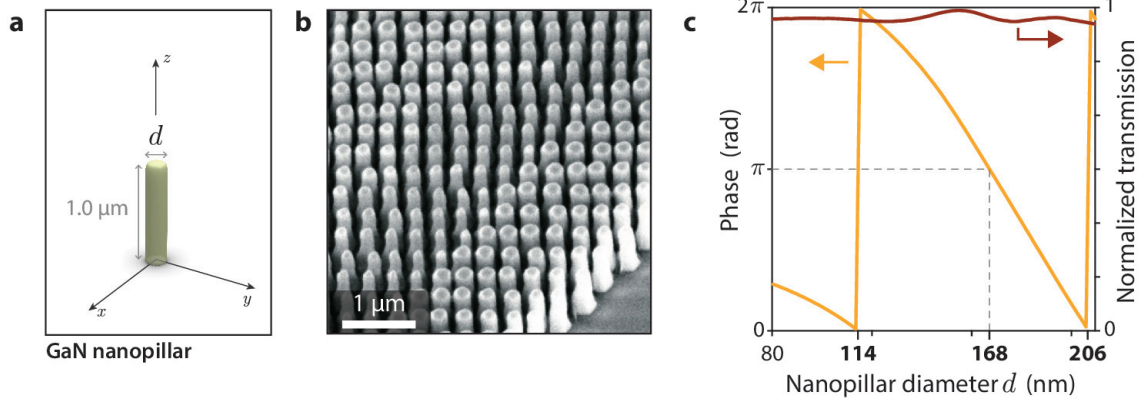 a
z
d
1.0 µm
x
y
GaN nanopillar
b
1 µm
c
2π
π
0
Phase (rad)
1
0
Normalized transmission
80
114
168
206
Nanopillar diameter d (nm)